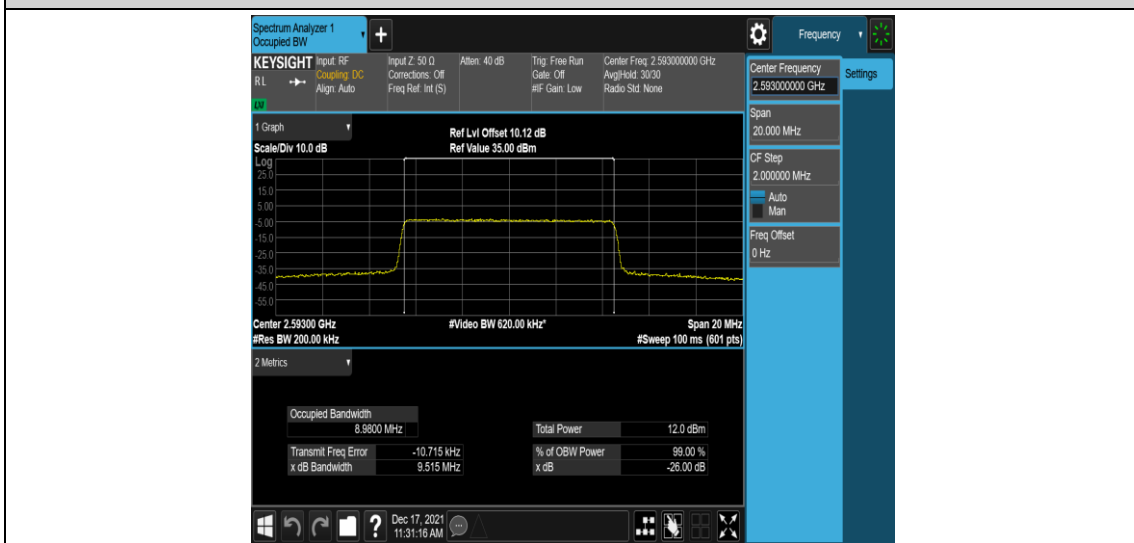 Spectrum Analyzer 1
Occupied BW
+
Frequency
KEYSIGHT
RL
LXI
Input: RF
Coupling: DC
Align: Auto
Input Z: 50 Ω
Corrections: Off
Freq Ref: Int (S)
Atten: 40 dB
Trig: Free Run
Gate: Off
#IF Gain: Low
Center Freq: 2.593000000 GHz
Avg|Hold: 30/30
Radio Std: None
Center Frequency
2.593000000 GHz
Settings
Span
20.000 MHz
CF Step
2.000000 MHz
Auto
Man
Freq Offset
0 Hz
1 Graph
Ref Lvl Offset 10.12 dB
Scale/Div 10.0 dB
Ref Value 35.00 dBm
Log
25.0
15.0
5.00
-5.00
-15.0
-25.0
-35.0
-45.0
-55.0
Center 2.59300 GHz
#Video BW 620.00 kHz*
Span 20 MHz
#Res BW 200.00 kHz
#Sweep 100 ms (601 pts)
2 Metrics
Occupied Bandwidth
8.9800 MHz
Total Power 12.0 dBm
Transmit Freq Error -10.715 kHz
% of OBW Power 99.00 %
x dB Bandwidth 9.515 MHz
x dB -26.00 dB
?
Dec 17, 2021
11:31:16 AM